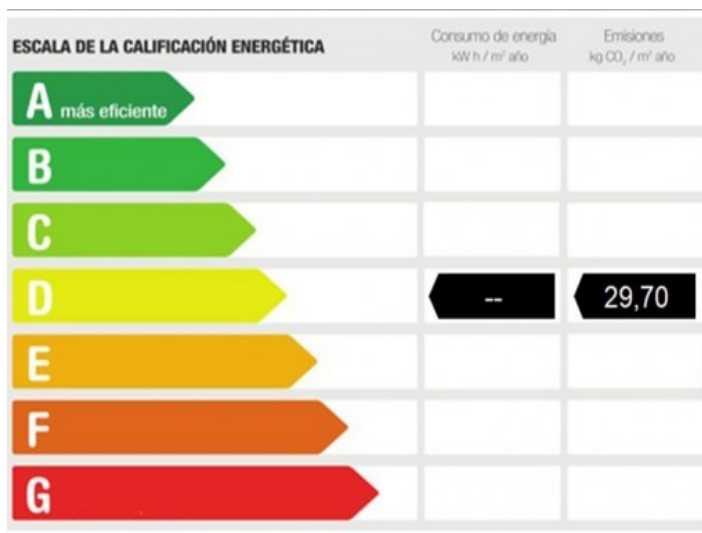 ESCALA DE LA CALIFICACIÓN ENERGÉTICA
Consumo de energía
kW h / m² año
Emisiones
kg CO₂ / m² año
A más eficiente
B
C
D -- 29,70
E
F
G